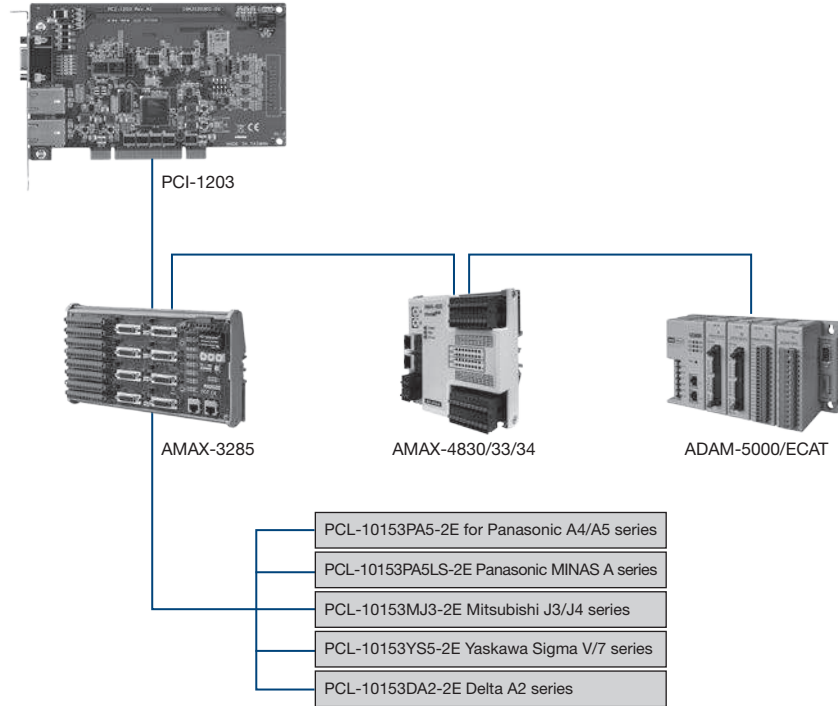 PCI-1203
AMAX-3285
AMAX-4830/33/34
ADAM-5000/ECAT
PCL-10153PA5-2E for Panasonic A4/A5 series
PCL-10153PA5LS-2E Panasonic MINAS A series
PCL-10153MJ3-2E Mitsubishi J3/J4 series
PCL-10153YS5-2E Yaskawa Sigma V/7 series
PCL-10153DA2-2E Delta A2 series